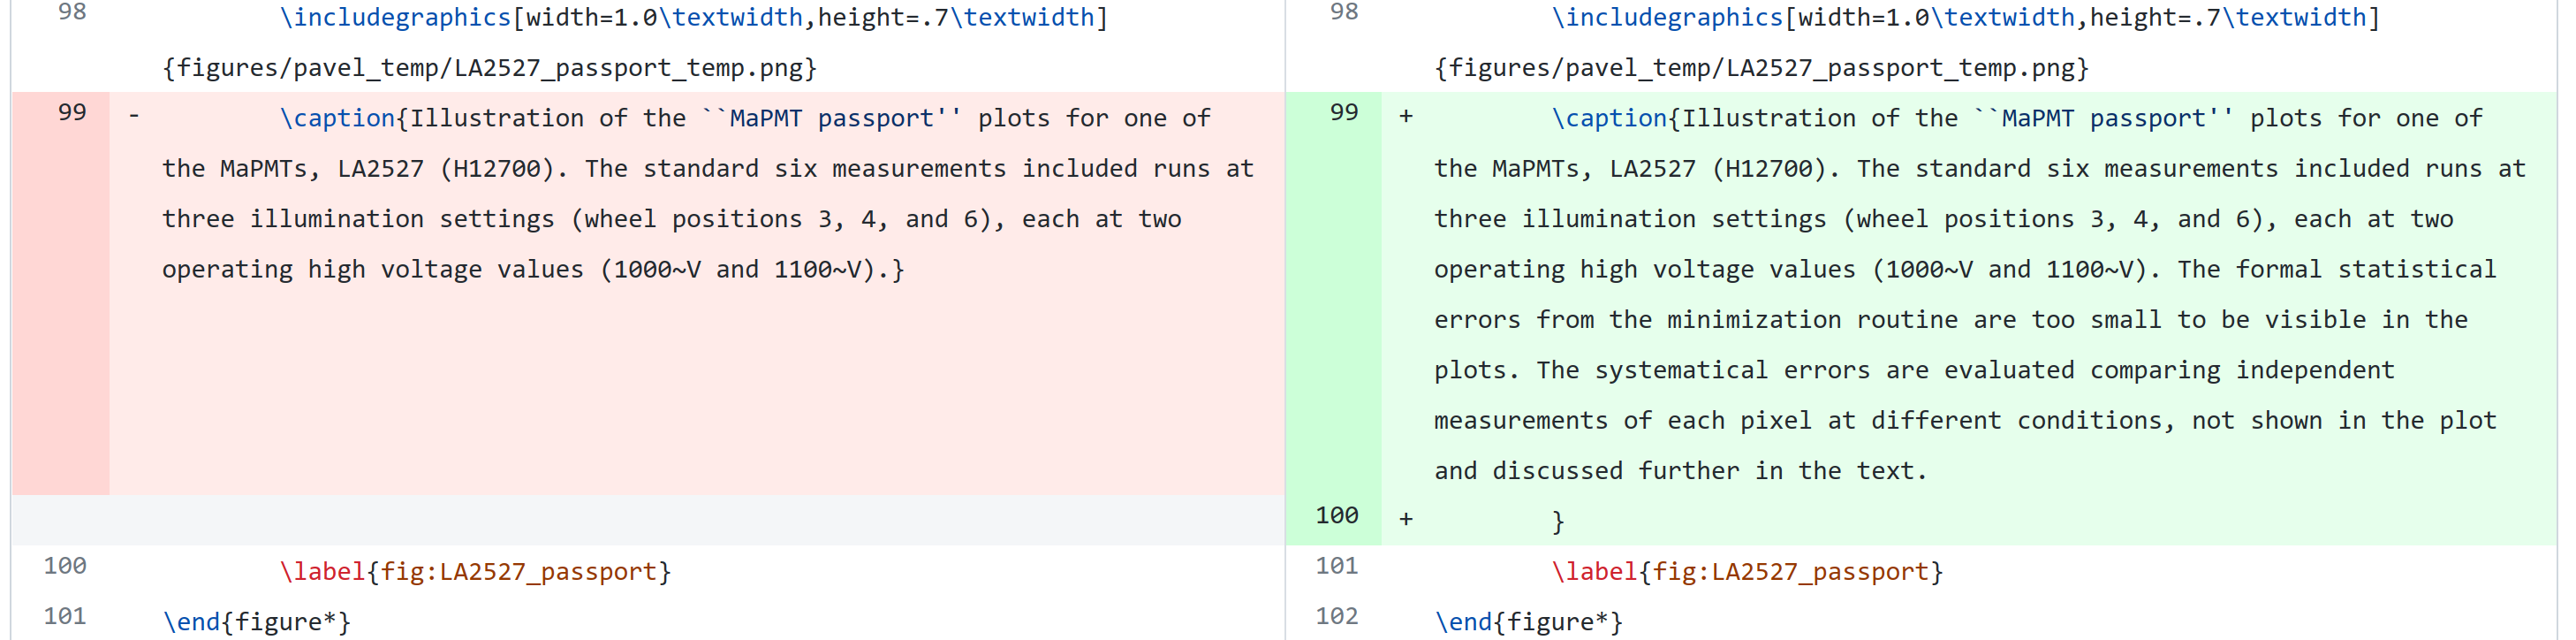 98 \includegraphics[width=1.0\textwidth,height=.7\textwidth]
{figures/pavel_temp/LA2527_passport_temp.png}
99 - \caption{Illustration of the ``MaPMT passport'' plots for one of
the MaPMTs, LA2527 (H12700). The standard six measurements included runs at
three illumination settings (wheel positions 3, 4, and 6), each at two
operating high voltage values (1000~V and 1100~V).}
100 \label{fig:LA2527_passport}
101 \end{figure*}
98 \includegraphics[width=1.0\textwidth,height=.7\textwidth]
{figures/pavel_temp/LA2527_passport_temp.png}
99 + \caption{Illustration of the ``MaPMT passport'' plots for one of
the MaPMTs, LA2527 (H12700). The standard six measurements included runs at
three illumination settings (wheel positions 3, 4, and 6), each at two
operating high voltage values (1000~V and 1100~V). The formal statistical
errors from the minimization routine are too small to be visible in the
plots. The systematical errors are evaluated comparing independent
measurements of each pixel at different conditions, not shown in the plot
and discussed further in the text.
100 + }
101 \label{fig:LA2527_passport}
102 \end{figure*}